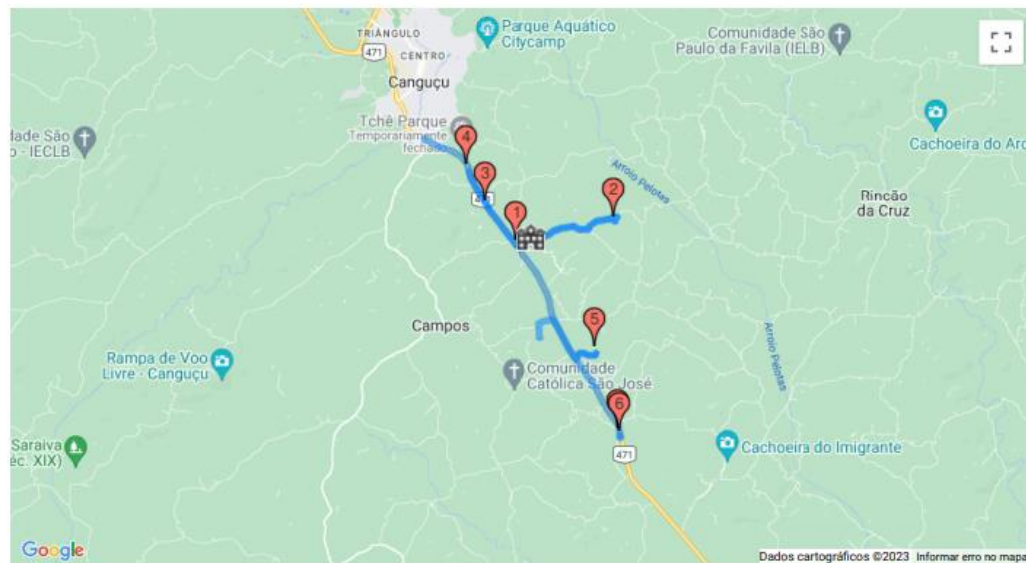 TRIÂNGULO
471
CENTRO
Canguçu
Parque Aquático
Citycamp
Comunidade São
Paulo da Favila (IELB)
Tchê Parque
Temporariamente
fechado
dade São
o - IECLB
Cachoeira do Arc
4
3
1
2
Arroio Pelotas
Rincão
da Cruz
Campos
5
Arroio Pelotas
Rampa de Voo
Livre - Canguçu
Comunidade
Católica São José
6
471
Saraiva
éc. XIX)
Cachoeira do Imigrante
Google
Dados cartográficos ©2023
Informar erro no mapa